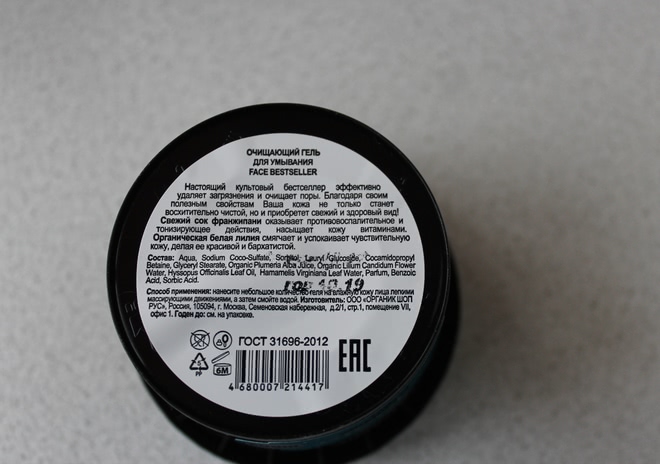 ОЧИЩАЮЩИЙ ГЕЛЬ
ДЛЯ УМЫВАНИЯ
FACE BESTSELLER
Настоящий культовый бестселлер эффективно
удаляет загрязнения и очищает поры. Благодаря своим
полезным свойствам Ваша кожа не только станет
восхитительно чистой, но и приобретет свежий и здоровый вид!
Свежий сок франжипани оказывает противовоспалительное и
тонизирующее действия, насыщает кожу витаминами.
Органическая белая лилия смягчает и успокаивает чувствительную
кожу, делая ее красивой и бархатистой.
Состав: Aqua, Sodium Coco-Sulfate, Sorbitol, Lauryl Glucoside, Cocamidopropyl
Betaine, Glyceryl Stearate, Organic Plumeria Alba Juice, Organic Lilium Candidum Flower
Water, Hyssopus Officinalis Leaf Oil, Hamamelis Virginiana Leaf Water, Parfum, Benzoic
Acid, Sorbic Acid.
10 19
Способ применения: нанесите небольшое количество геля на влажную кожу лица легкими
массирующими движениями, а затем смойте водой. Изготовитель: ООО «ОРГАНИК ШОП
РУС», Россия, 105094, г. Москва, Семеновская набережная, д.2/1, стр.1, помещение VII,
офис 1. Годен до: см. на упаковке.
ГОСТ 31696-2012
EAC
5
PP
6M
4 680007 214417